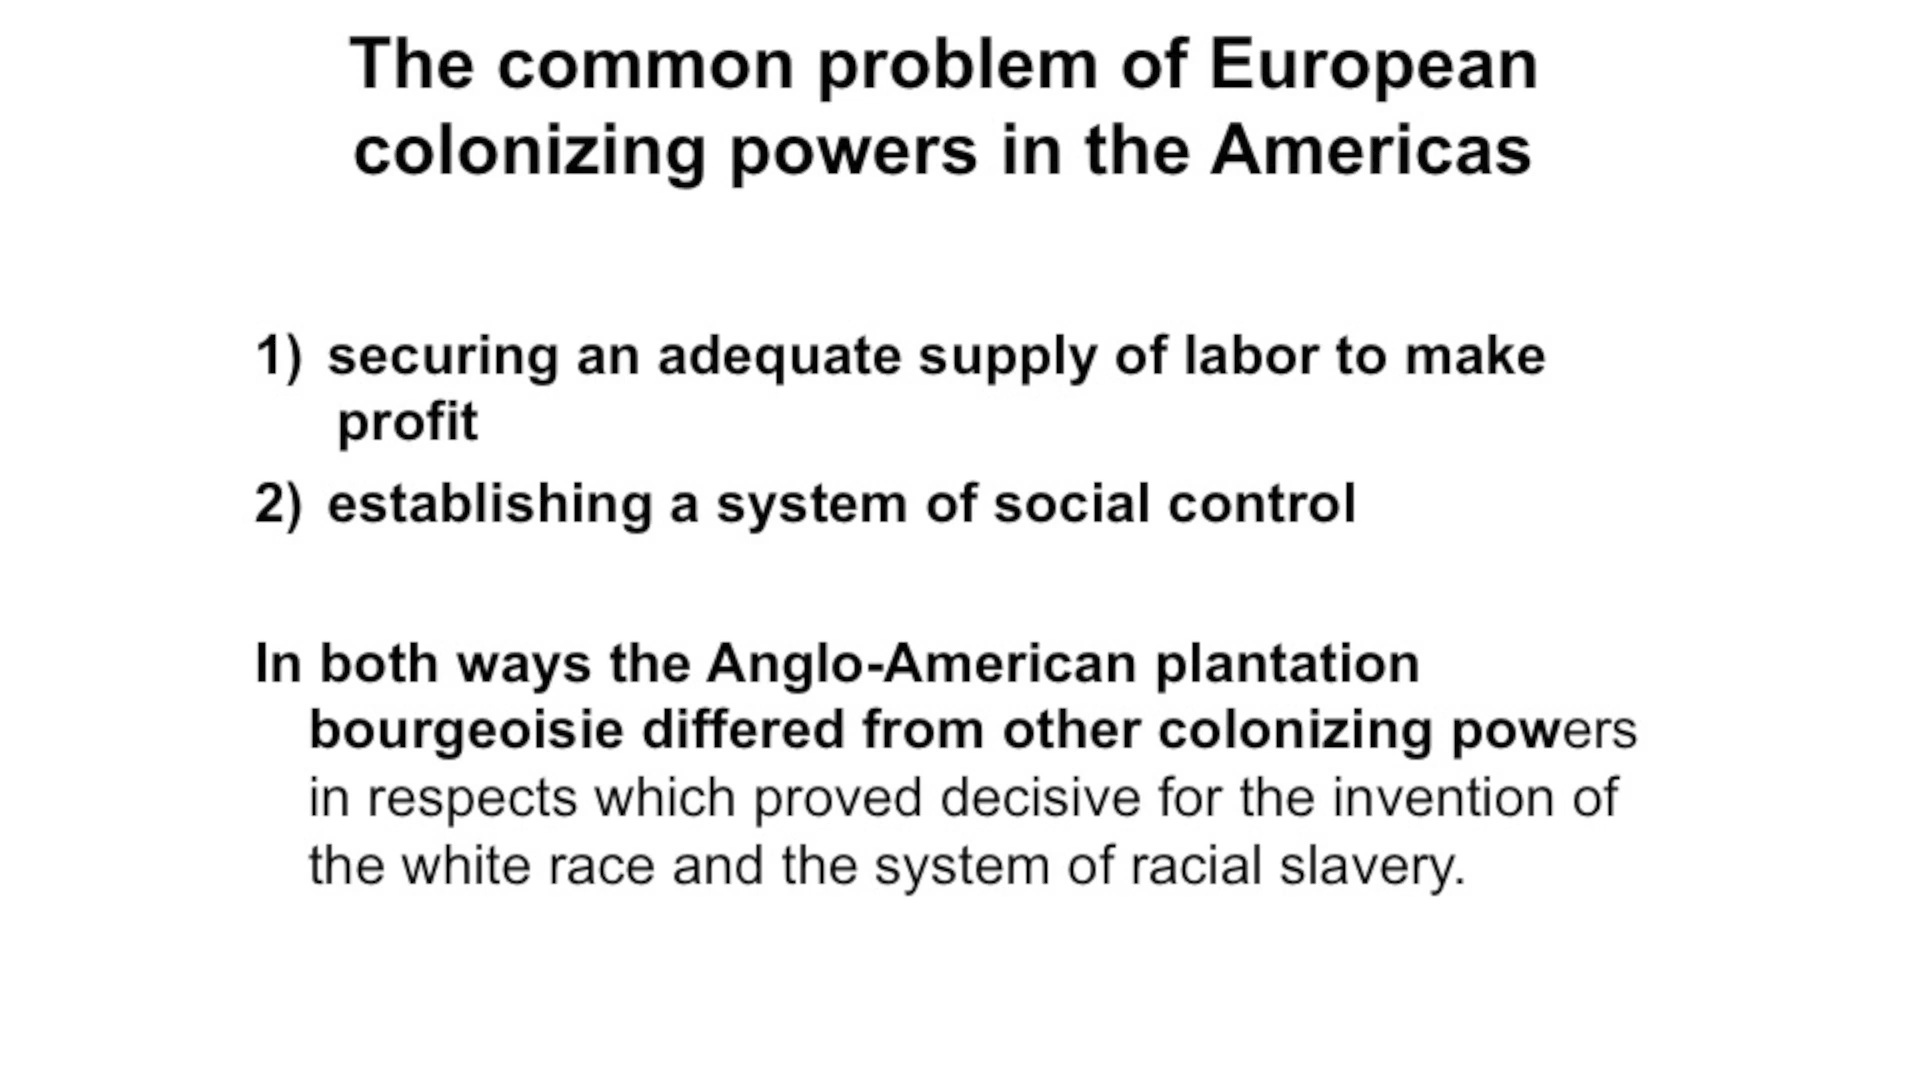 The common problem of European
colonizing powers in the Americas
1) securing an adequate supply of labor to make
profit
2) establishing a system of social control
In both ways the Anglo-American plantation
bourgeoisie differed from other colonizing powers
in respects which proved decisive for the invention of
the white race and the system of racial slavery.